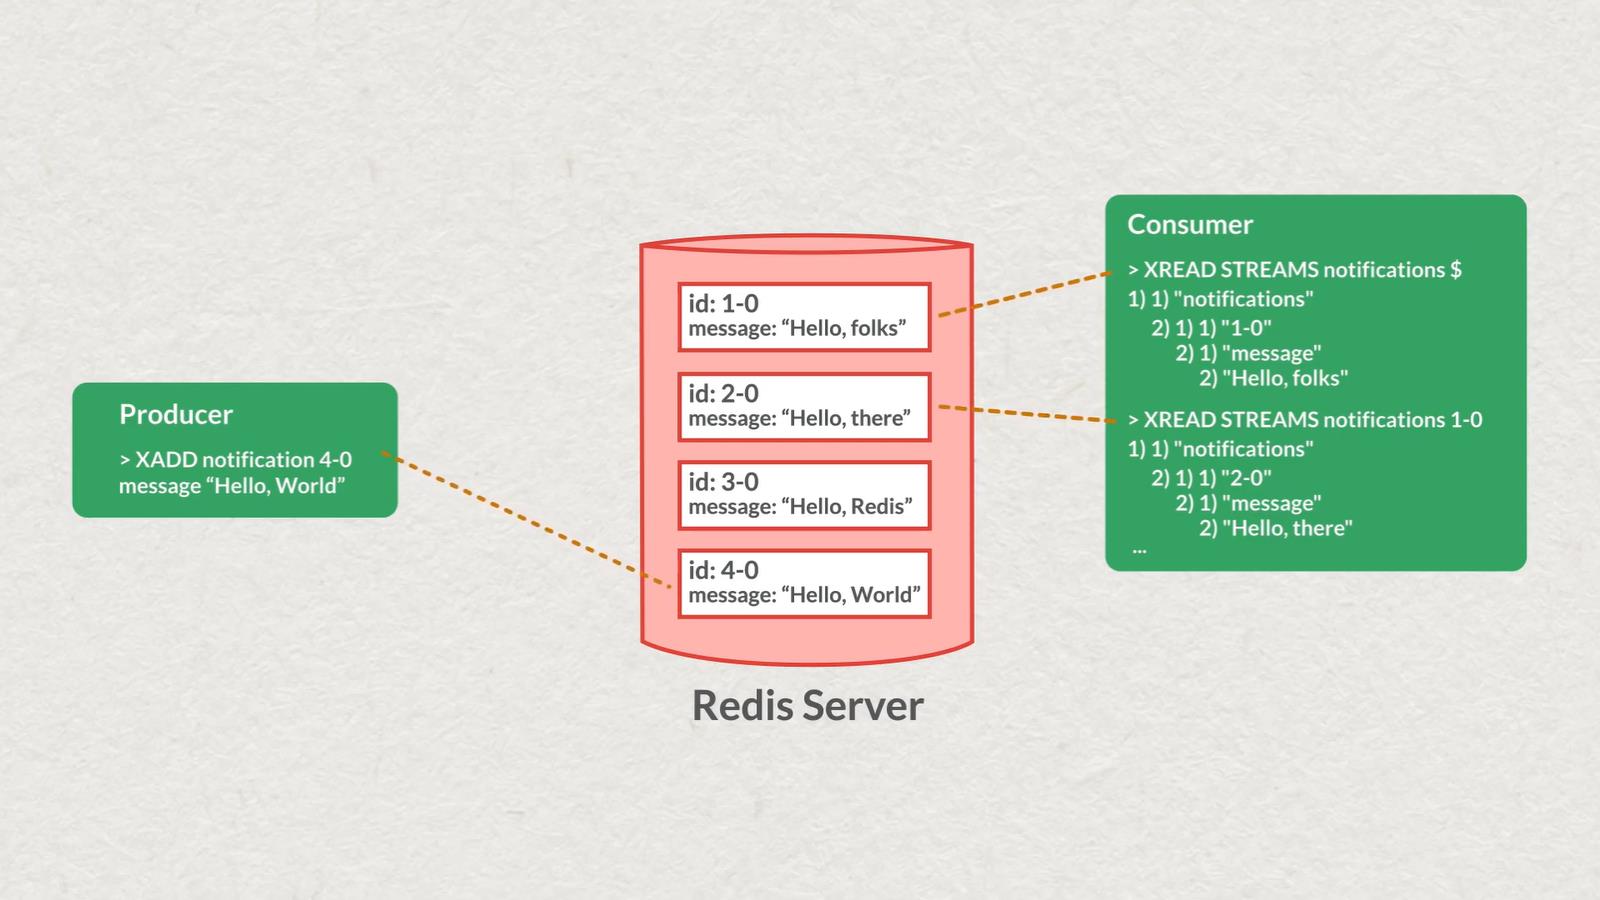 Producer
> XADD notification 4-0
message “Hello, World”
id: 1-0
message: “Hello, folks”
id: 2-0
message: “Hello, there”
id: 3-0
message: “Hello, Redis”
id: 4-0
message: “Hello, World”
Redis Server
Consumer
> XREAD STREAMS notifications $
1) 1) "notifications"
2) 1) 1) "1-0"
2) 1) "message"
2) "Hello, folks"
> XREAD STREAMS notifications 1-0
1) 1) "notifications"
2) 1) 1) "2-0"
2) 1) "message"
2) "Hello, there"
...